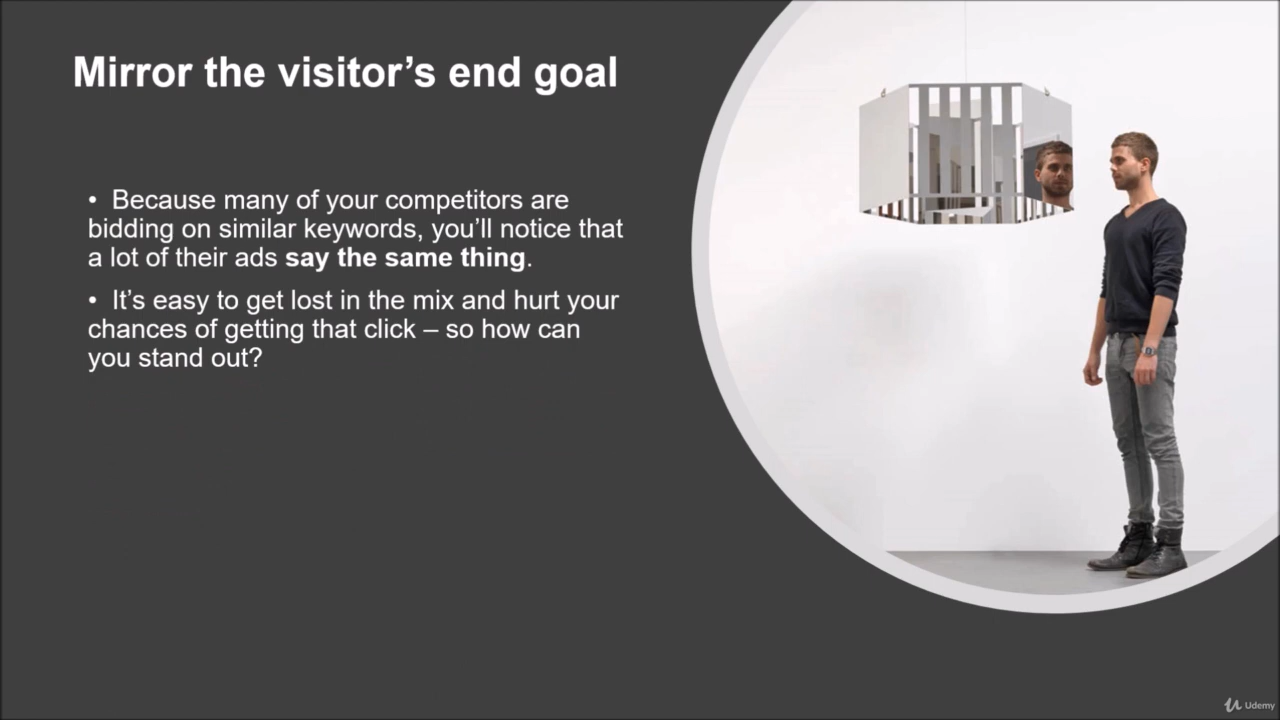 Mirror the visitor’s end goal
• Because many of your competitors are
bidding on similar keywords, you’ll notice that
a lot of their ads say the same thing.
• It’s easy to get lost in the mix and hurt your
chances of getting that click – so how can
you stand out?
Udemy